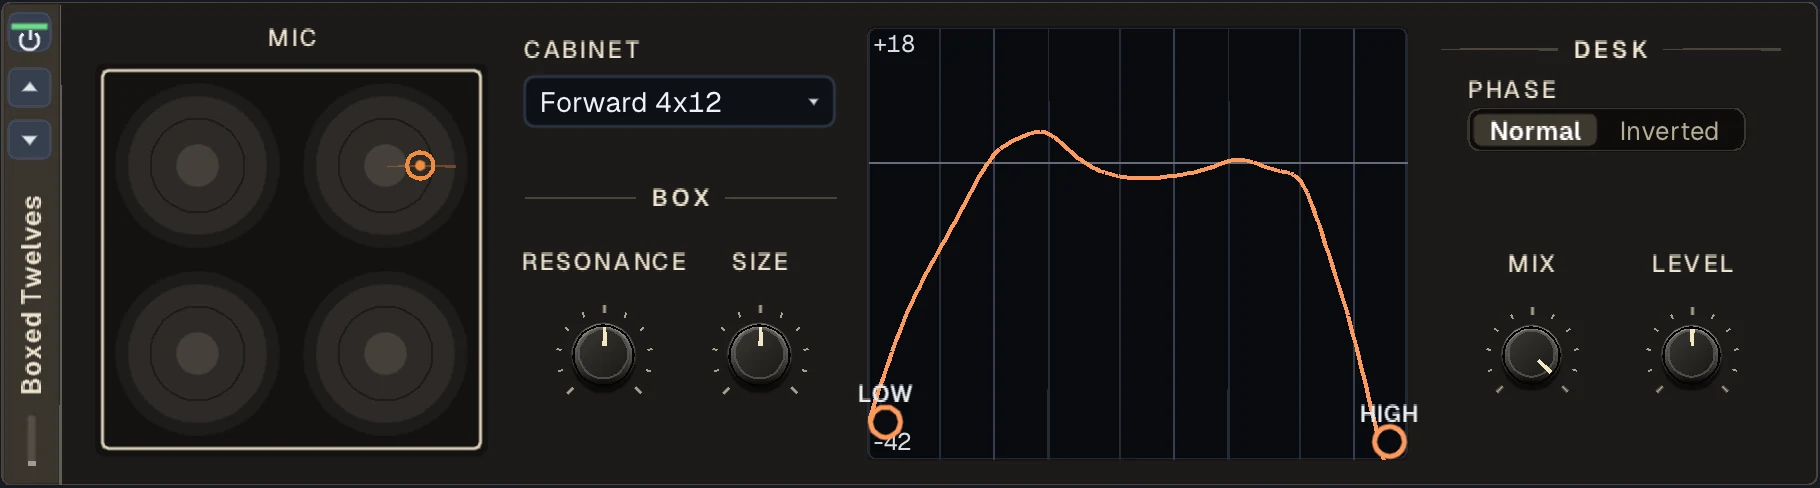 Boxed Twelves
MIC
CABINET
Forward 4x12
BOX
RESONANCE
SIZE
+18
LOW
-42
HIGH
DESK
PHASE
Normal
Inverted
MIX
LEVEL